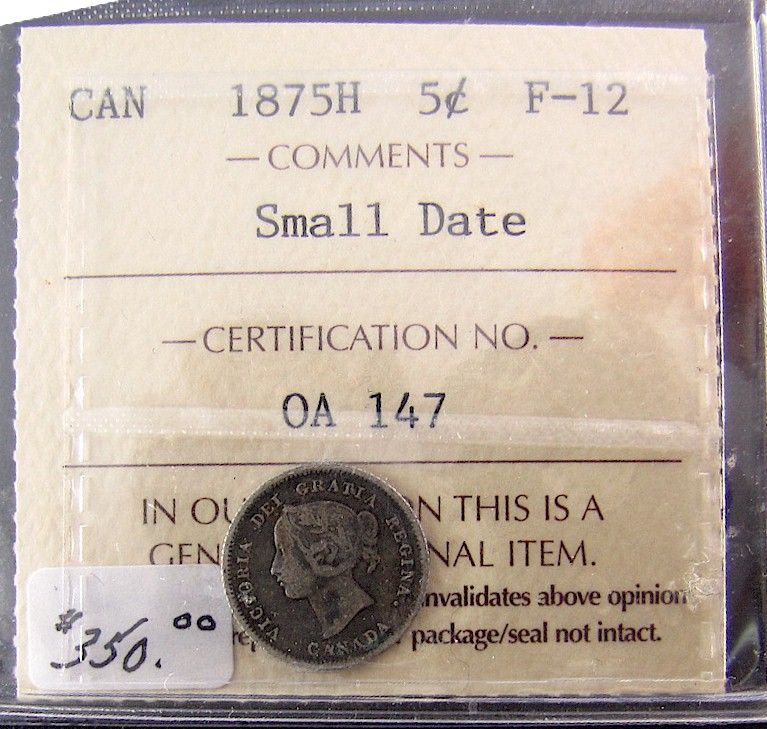 CAN 1875H 5¢ F-12
— COMMENTS —
Small Date
— CERTIFICATION NO. —
OA 147
IN OU N THIS IS A
GEN NAL ITEM.
invalidates above opinion
rep package/seal not intact.
$350.00
VICTORIA DEI GRATIA REGINA.
CANADA